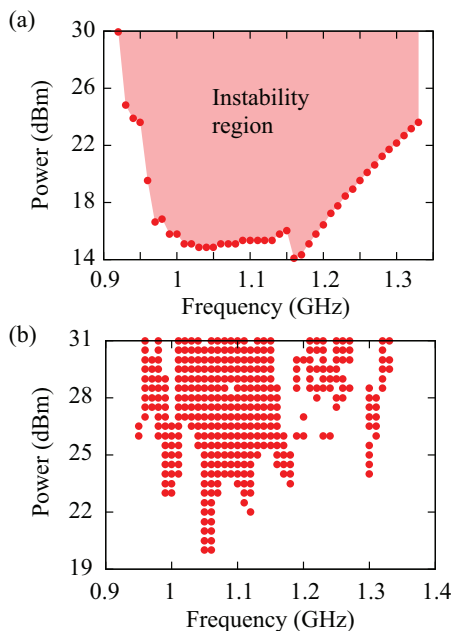 (a)
30
26
22
18
14
Power (dBm)
Instability
region
0.9
1
1.1
1.2
1.3
Frequency (GHz)
(b)
31
28
25
22
19
Power (dBm)
0.9
1
1.1
1.2
1.3
1.4
Frequency (GHz)